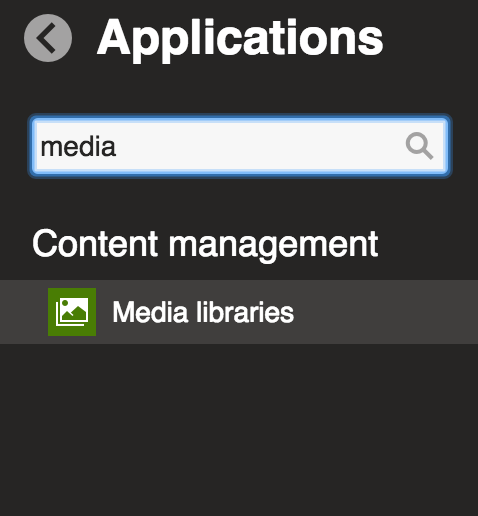 Applications
media
Content management
Media libraries